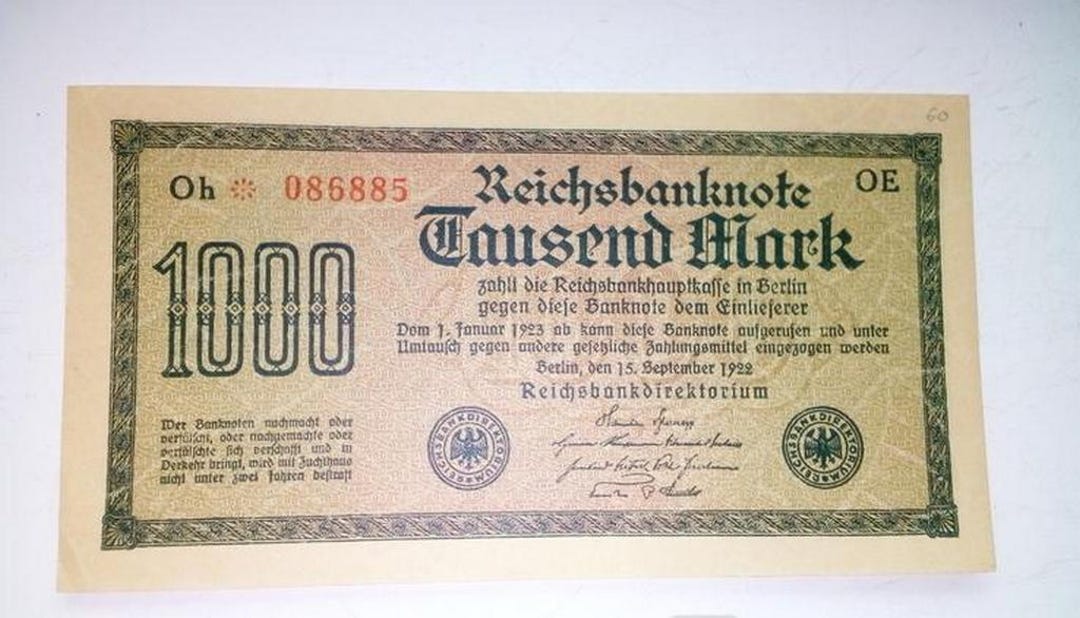 60
Oh * 086885
OE
Reichsbanknote
Tausend Mark
1000
zahlt die Reichsbankhauptkasse in Berlin
gegen diese Banknote dem Einlieferer
Vom 1. Januar 1923 ab kann diese Banknote aufgerufen und unter
Umtausch gegen andere gesetzliche Zahlungsmittel eingezogen werden
Berlin, den 15. September 1922
Reichsbankdirektorium
Wer Banknoten nachmacht oder
verfälscht, oder nachgemachte oder
verfälschte sich verschafft und in
Verkehr bringt, wird mit Zuchthaus
nicht unter zwei Jahren bestraft
REICHSBANKDIREKTORIUM
REICHSBANKDIREKTORIUM